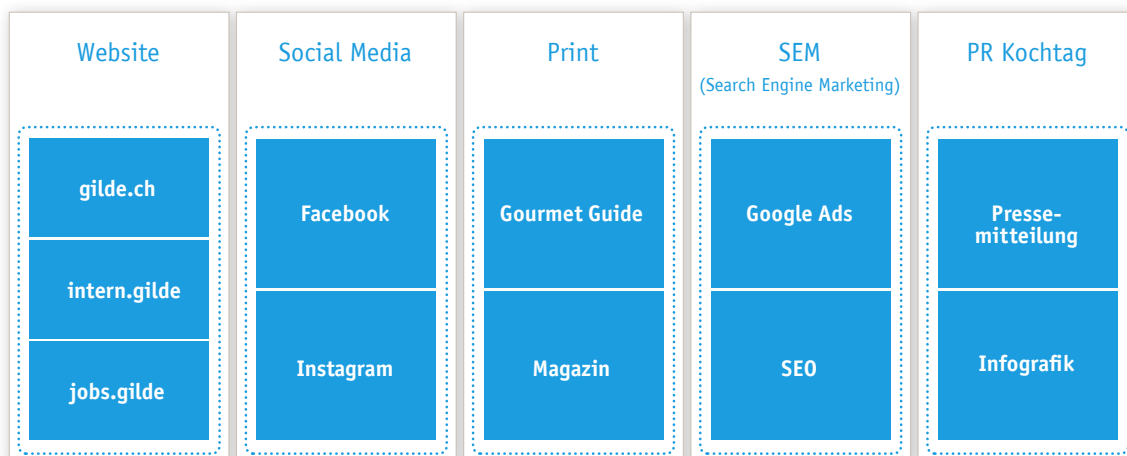 Website
gilde.ch
intern.gilde
jobs.gilde
Social Media
Facebook
Instagram
Print
Gourmet Guide
Magazin
SEM
(Search Engine Marketing)
Google Ads
SEO
PR Kochtag
Presse-
mitteilung
Infografik